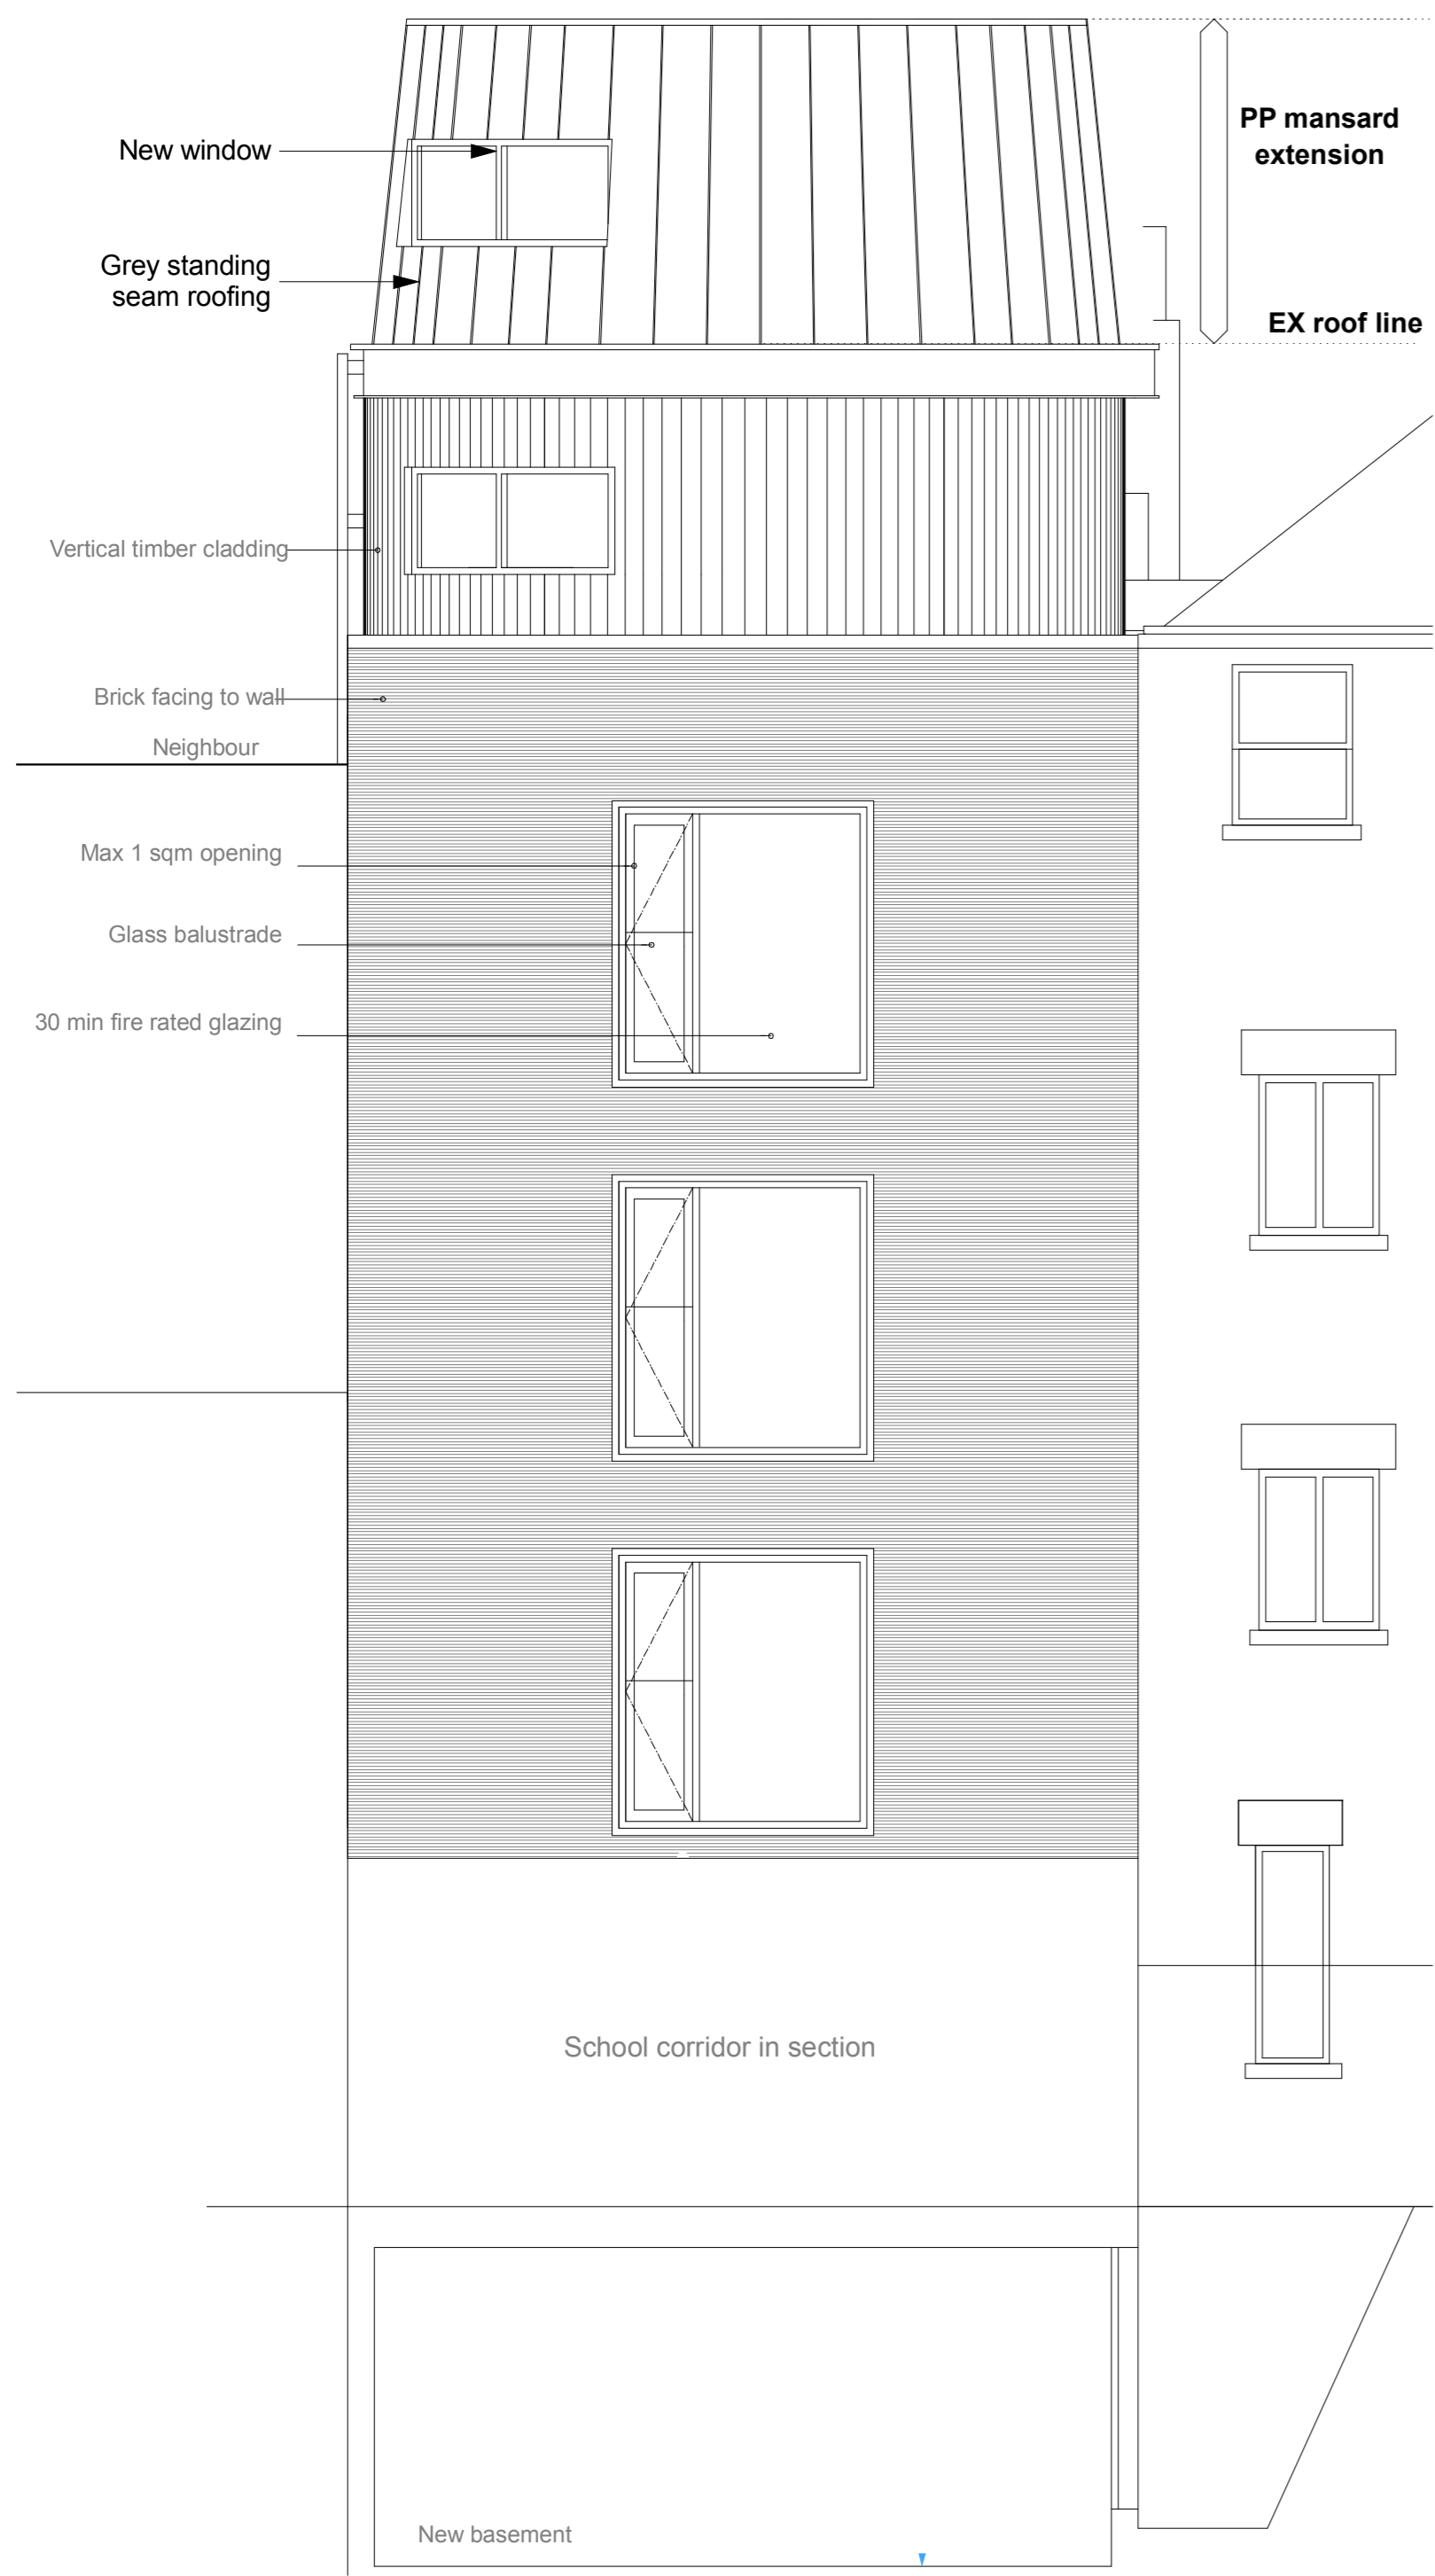 New window
PP mansard
extension
Grey standing
seam roofing
EX roof line
Vertical timber cladding
Brick facing to wall
Neighbour
Max 1 sqm opening
Glass balustrade
30 min fire rated glazing
School corridor in section
New basement